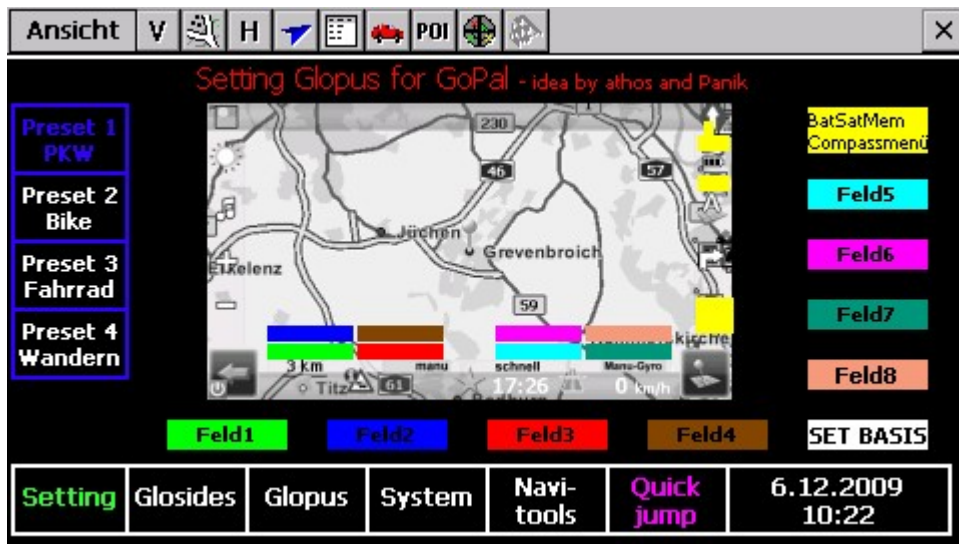 Ansicht V H POI
Setting Glopus for GoPal - idea by athos and Panik
Preset 1
PKW
Preset 2
Bike
Preset 3
Fahrrad
Preset 4
Wandern
230
1
46
57
Jüchen
Grevenbroich
Erkelenz
59
3 km
manu
schnell
Manu-Gyro
Titz
61
17:26
0 km/h
BatSatMem
Compassmenü
Feld5
Feld6
Feld7
Feld8
Feld1
Feld2
Feld3
Feld4
SET BASIS
Setting
Glosides
Glopus
System
Navi-
tools
Quick
jump
6.12.2009
10:22